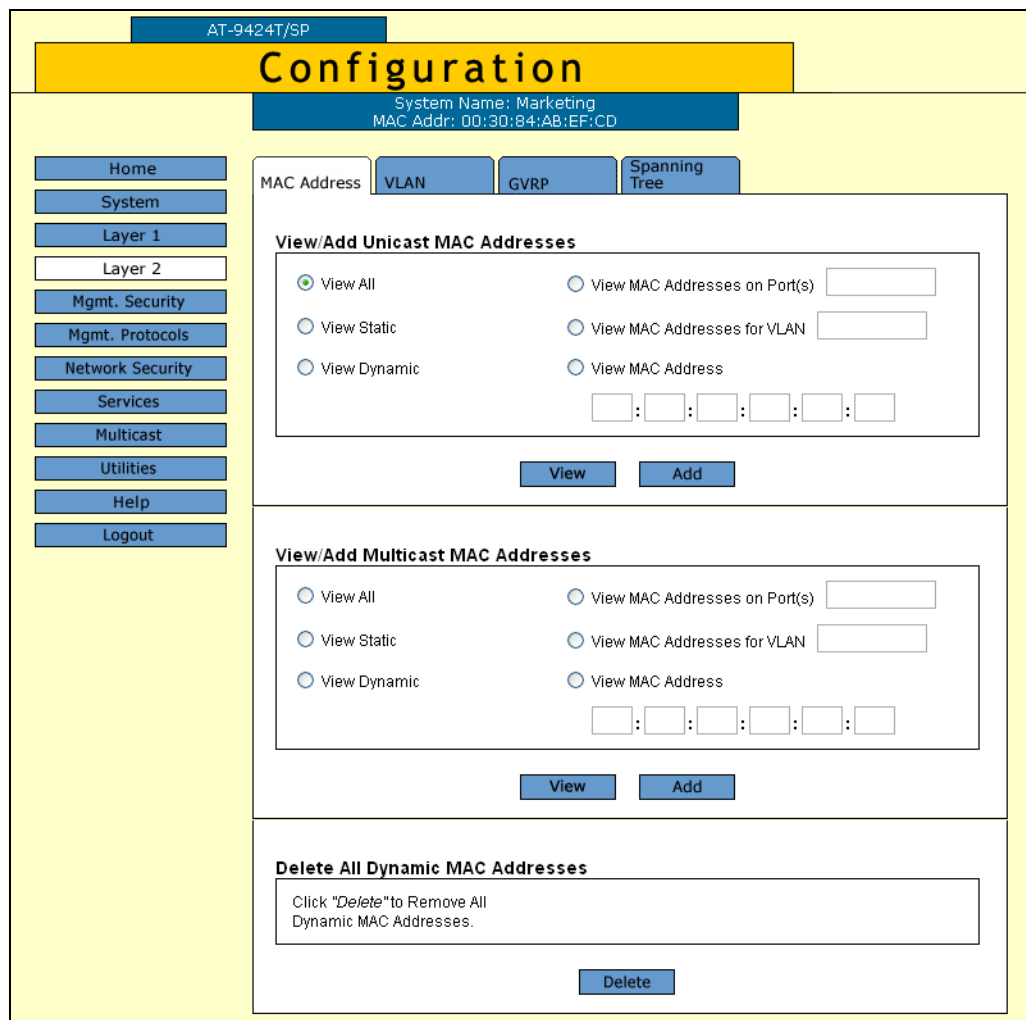 AT-9424T/SP
Configuration
System Name: Marketing
MAC Addr: 00:30:84:AB:EF:CD
Home
System
Layer 1
Layer 2
Mgmt. Security
Mgmt. Protocols
Network Security
Services
Multicast
Utilities
Help
Logout
MAC Address
VLAN
GVRP
Spanning
Tree
View/Add Unicast MAC Addresses
View All
View MAC Addresses on Port(s)
View Static
View MAC Addresses for VLAN
View Dynamic
View MAC Address
: : : : :
View
Add
View/Add Multicast MAC Addresses
View All
View MAC Addresses on Port(s)
View Static
View MAC Addresses for VLAN
View Dynamic
View MAC Address
: : : : :
View
Add
Delete All Dynamic MAC Addresses
Click "Delete" to Remove All
Dynamic MAC Addresses.
Delete